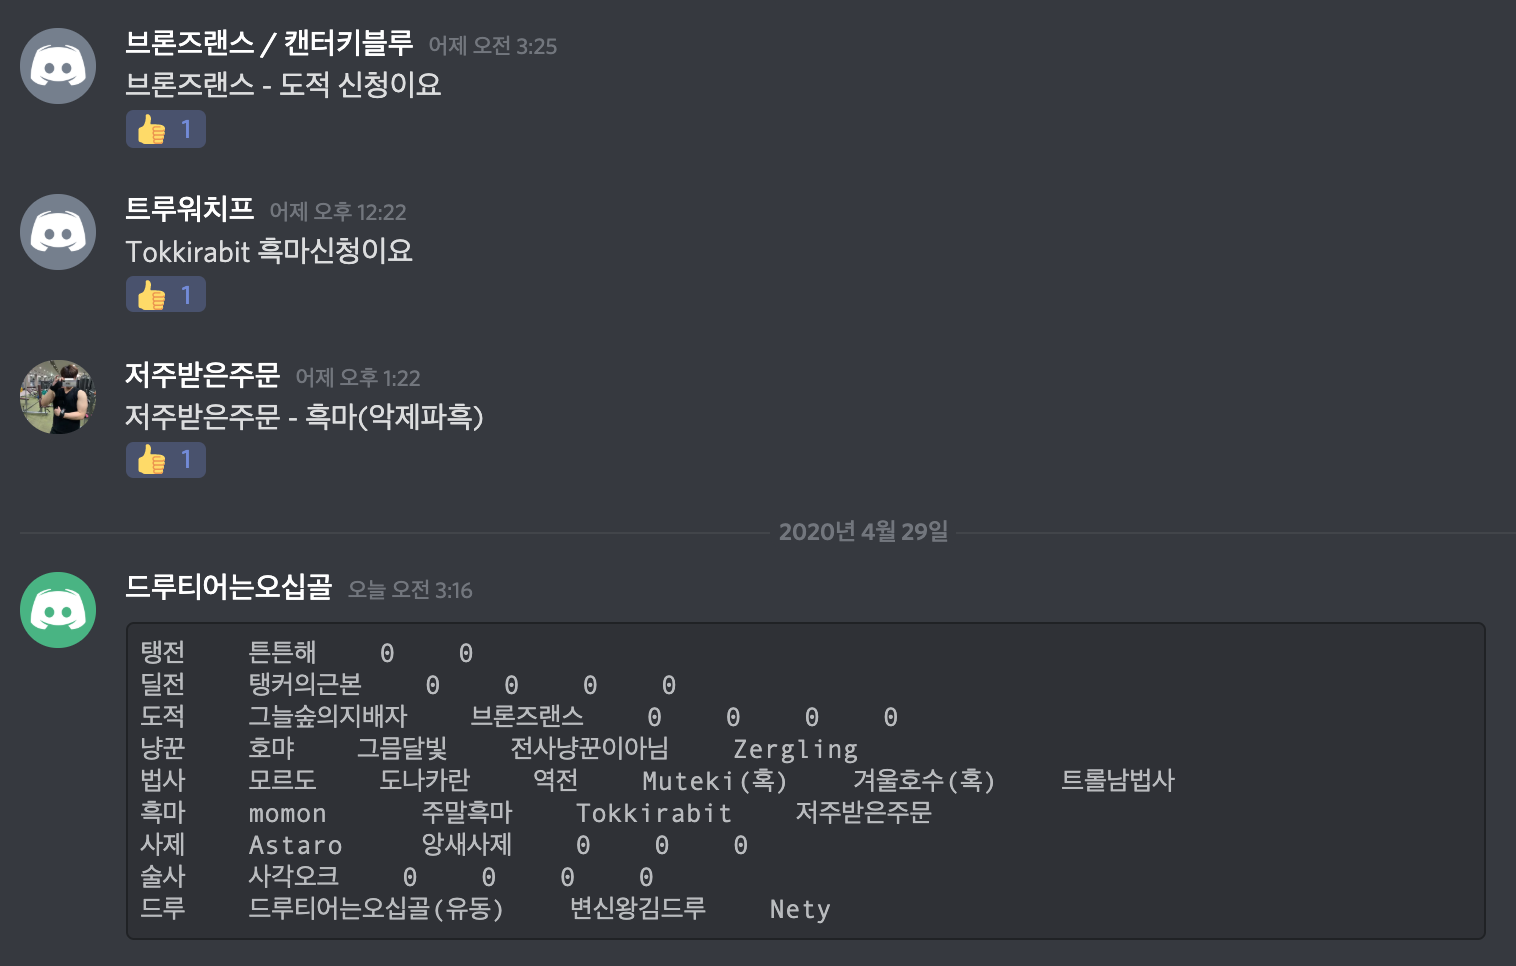 브론즈랜스 / 캔터키블루 어제 오전 3:25
브론즈랜스 - 도적 신청이요
👍 1
트루워치프 어제 오후 12:22
Tokkirabit 흑마신청이요
👍 1
저주받은주문 어제 오후 1:22
저주받은주문 - 흑마(악제파흑)
👍 1
2020년 4월 29일
드루티어는오십골 오늘 오전 3:16
탱전 튼튼해 0 0
딜전 탱커의근본 0 0 0 0
도적 그늘숲의지배자 브론즈랜스 0 0 0 0
냥꾼 호먀 그믐달빛 전사냥꾼이아님 Zergling
법사 모르도 도나카란 역전 Muteki(혹) 겨울호수(혹) 트롤남법사
흑마 momon 주말흑마 Tokkirabit 저주받은주문
사제 Astaro 앙새사제 0 0 0
술사 사각오크 0 0 0 0
드루 드루티어는오십골(유동) 변신왕김드루 Nety